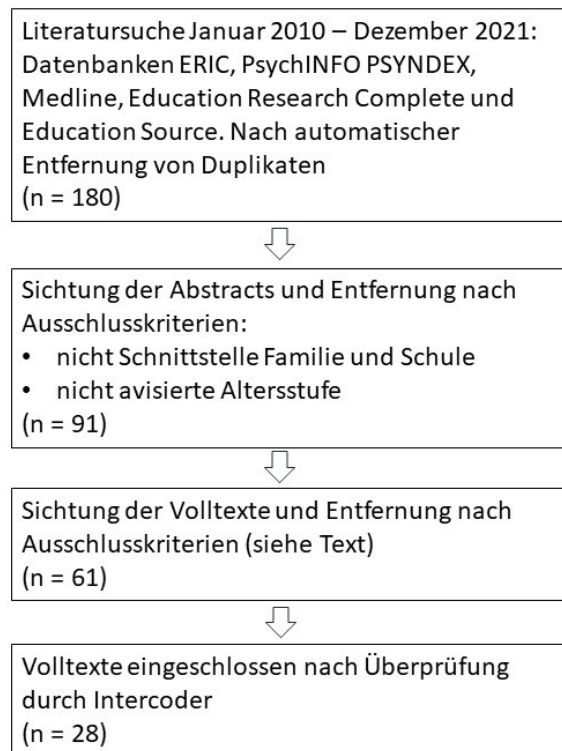 Literatursuche Januar 2010 – Dezember 2021:
Datenbanken ERIC, PsychINFO PSYNDEX,
Medline, Education Research Complete und
Education Source. Nach automatischer
Entfernung von Duplikaten
(n = 180)
Sichtung der Abstracts und Entfernung nach
Ausschlusskriterien:
• nicht Schnittstelle Familie und Schule
• nicht avisierte Altersstufe
(n = 91)
Sichtung der Volltexte und Entfernung nach
Ausschlusskriterien (siehe Text)
(n = 61)
Volltexte eingeschlossen nach Überprüfung
durch Intercoder
(n = 28)